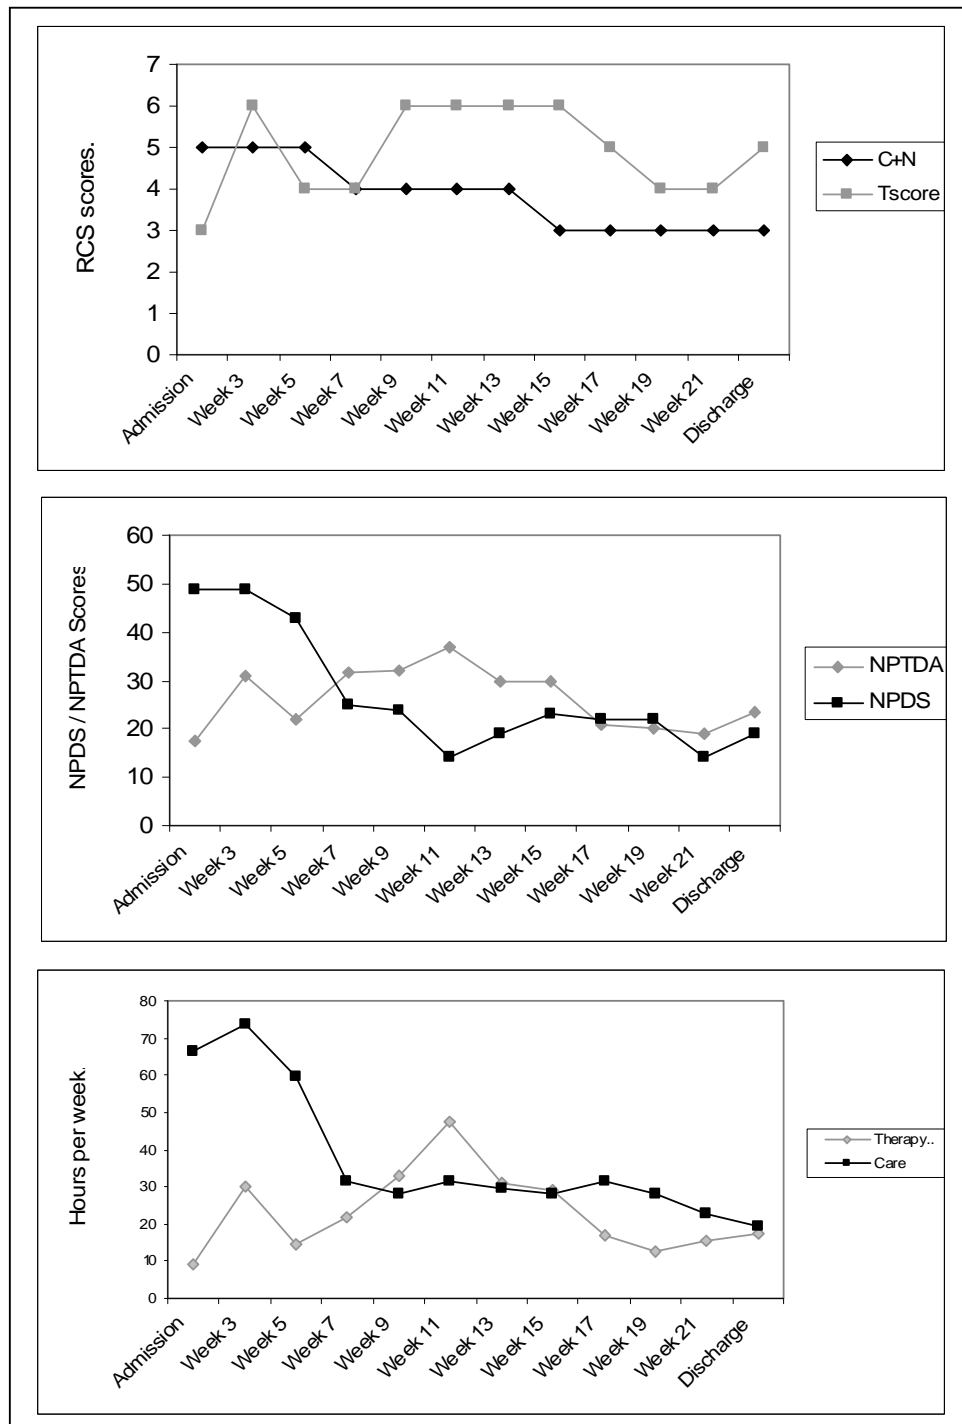 7
6
5
4
3
2
1
0
RCS scores.
Admission
Week 3
Week 5
Week 7
Week 9
Week 11
Week 13
Week 15
Week 17
Week 19
Week 21
Discharge
C+N
Tscore
60
50
40
30
20
10
0
NPDS / NPTDA Scores
Admission
Week 3
Week 5
Week 7
Week 9
Week 11
Week 13
Week 15
Week 17
Week 19
Week 21
Discharge
NPTDA
NPDS
80
70
60
50
40
30
20
10
0
Hours per week.
Admission
Week 3
Week 5
Week 7
Week 9
Week 11
Week 13
Week 15
Week 17
Week 19
Week 21
Discharge
Therapy..
Care